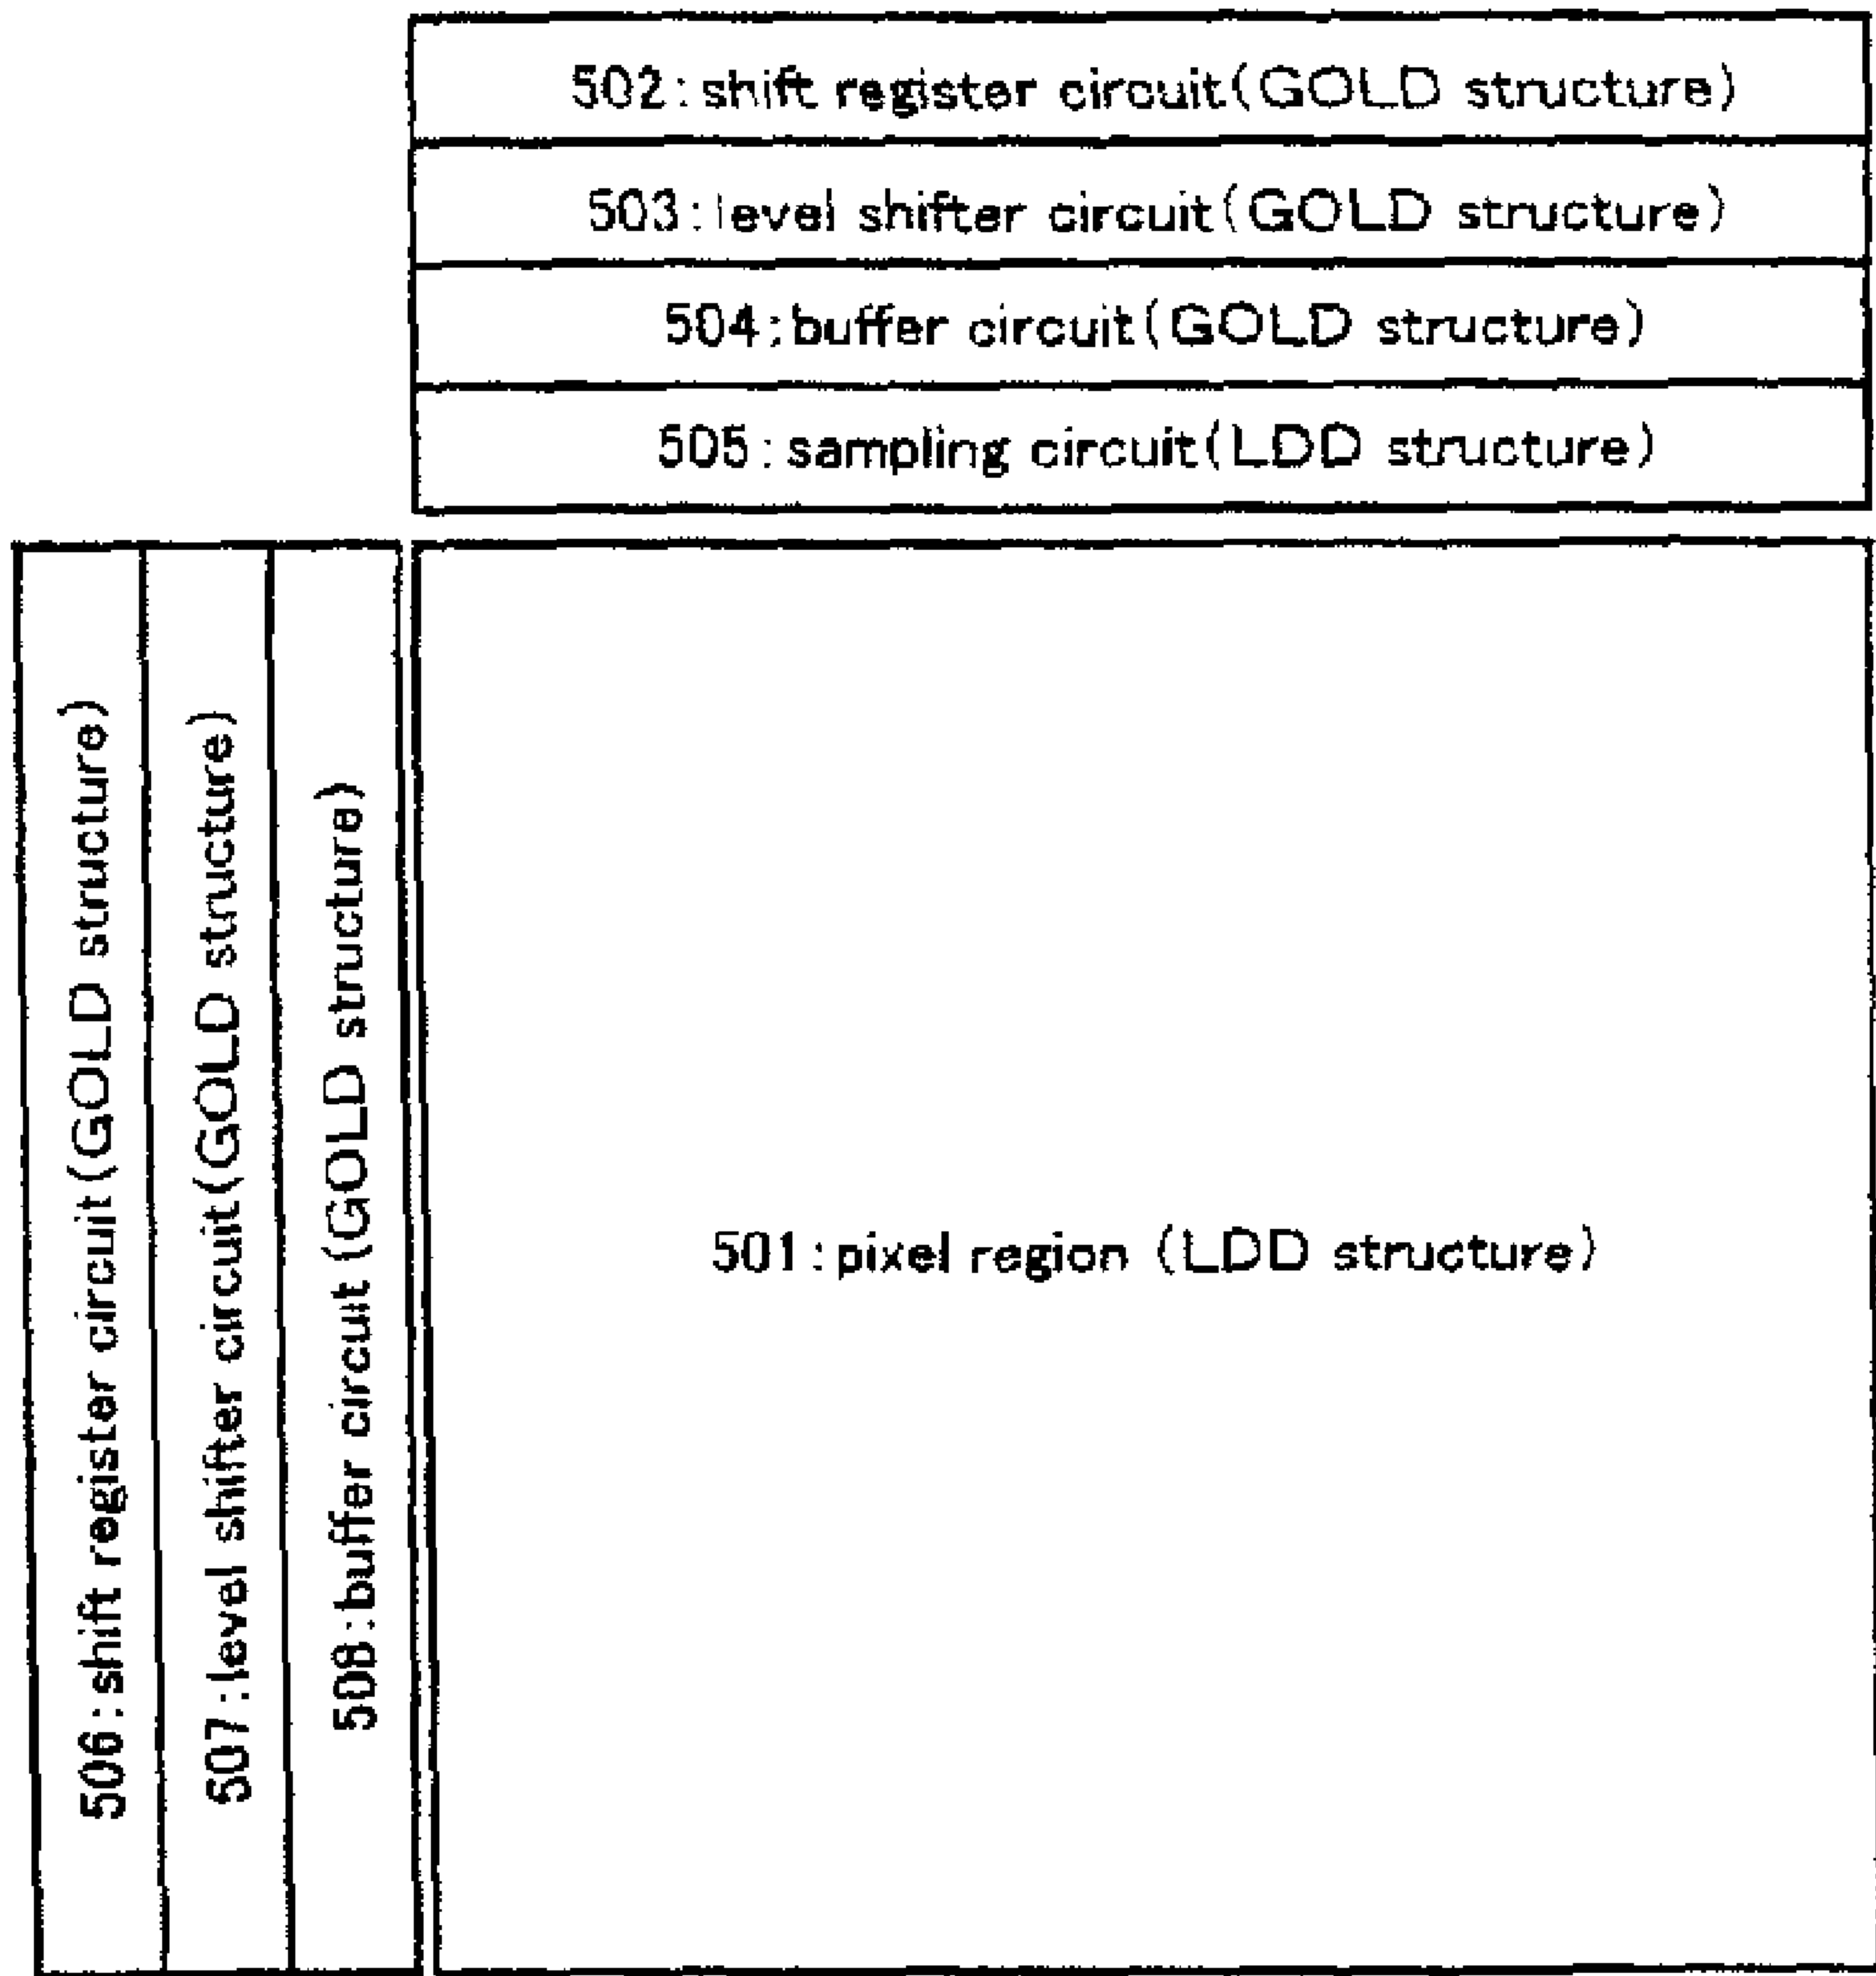 502:shift register circuit(GOLD structure)
503:level shifter circuit(GOLD structure)
504:buffer circuit(GOLD structure)
505:sampling circuit(LDD structure)
506:shift register circuit(GOLD structure)
507:level shifter circuit(GOLD structure)
508:buffer circuit(GOLD structure)
501:pixel region (LDD structure)